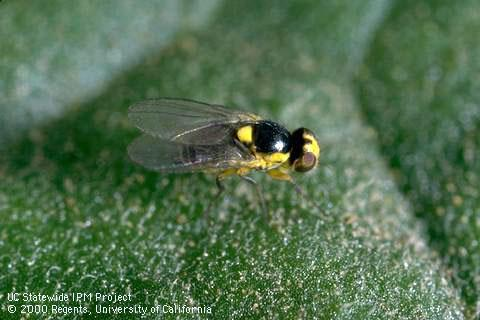 UC Statewide IPM Project
© 2000 Regents, University of California